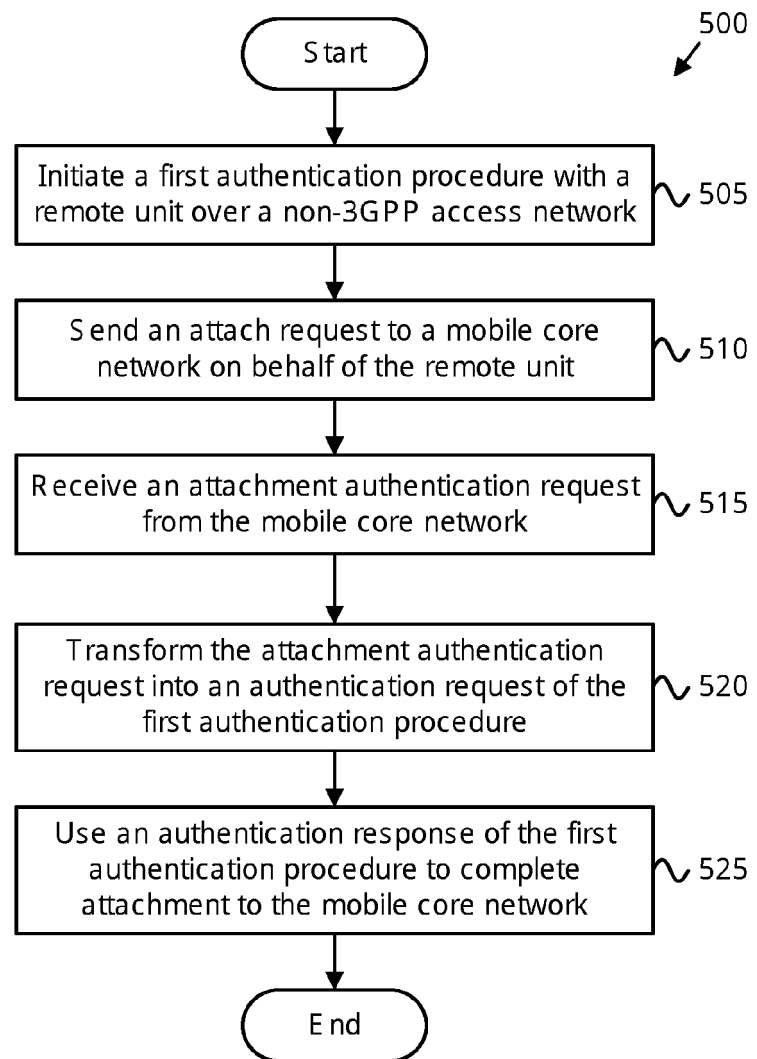 500
Start
Initiate a first authentication procedure with a
remote unit over a non-3GPP access network
505
Send an attach request to a mobile core
network on behalf of the remote unit
510
Receive an attachment authentication request
from the mobile core network
515
Transform the attachment authentication
request into an authentication request of the
first authentication procedure
520
Use an authentication response of the first
authentication procedure to complete
attachment to the mobile core network
525
End